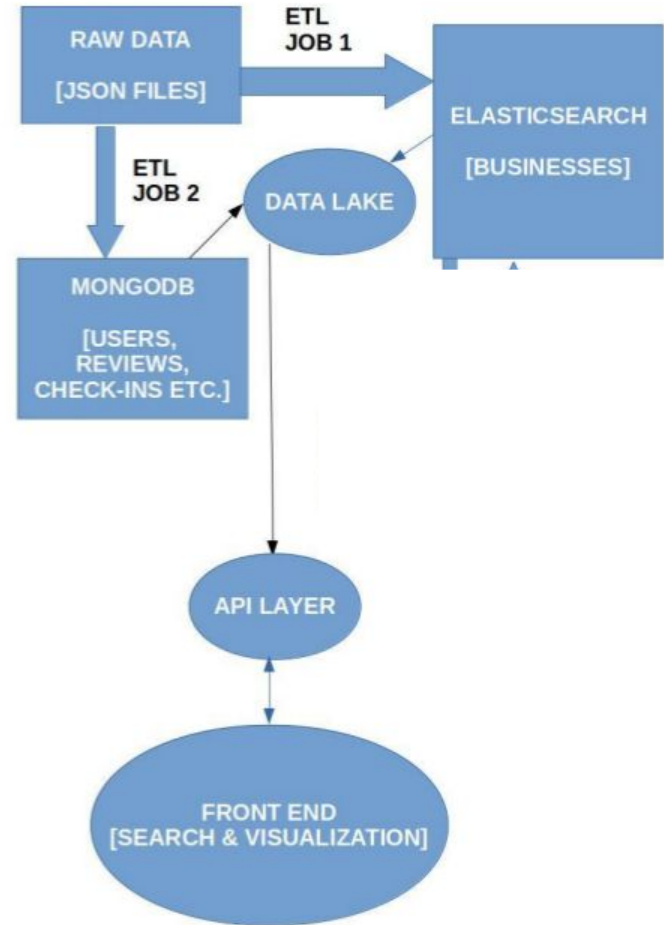 RAW DATA
[JSON FILES]
ETL
JOB 1
ELASTICSEARCH
[BUSINESSES]
ETL
JOB 2
DATA LAKE
MONGODB
[USERS,
REVIEWS,
CHECK-INS ETC.]
API LAYER
FRONT END
[SEARCH & VISUALIZATION]